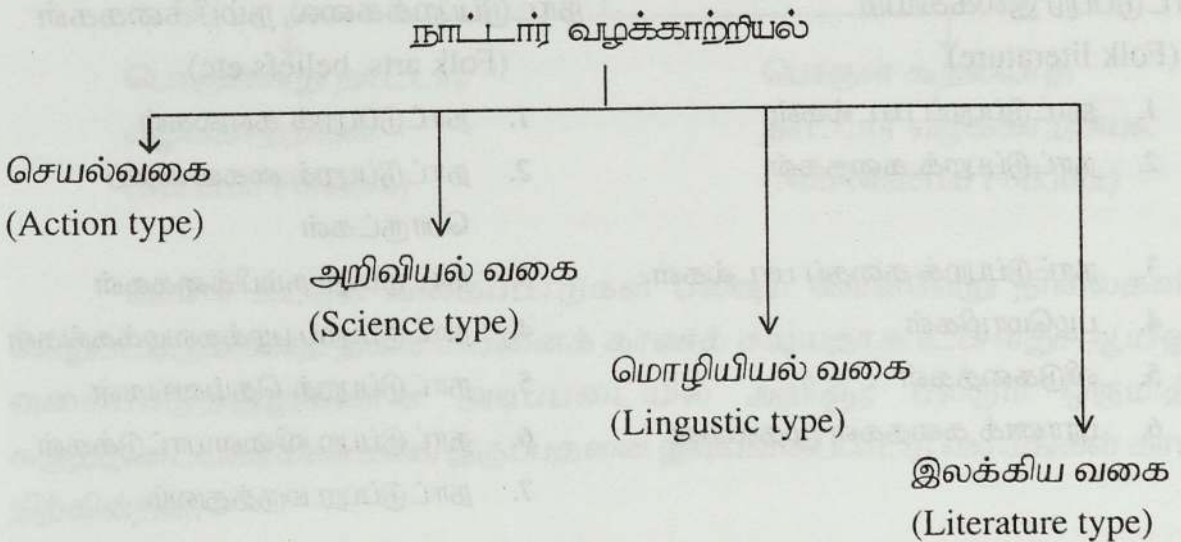 நாட்டார் வழக்காற்றியல்
செயல்வகை
(Action type)
அறிவியல் வகை
(Science type)
மொழியியல் வகை
(Lingustic type)
இலக்கிய வகை
(Literature type)